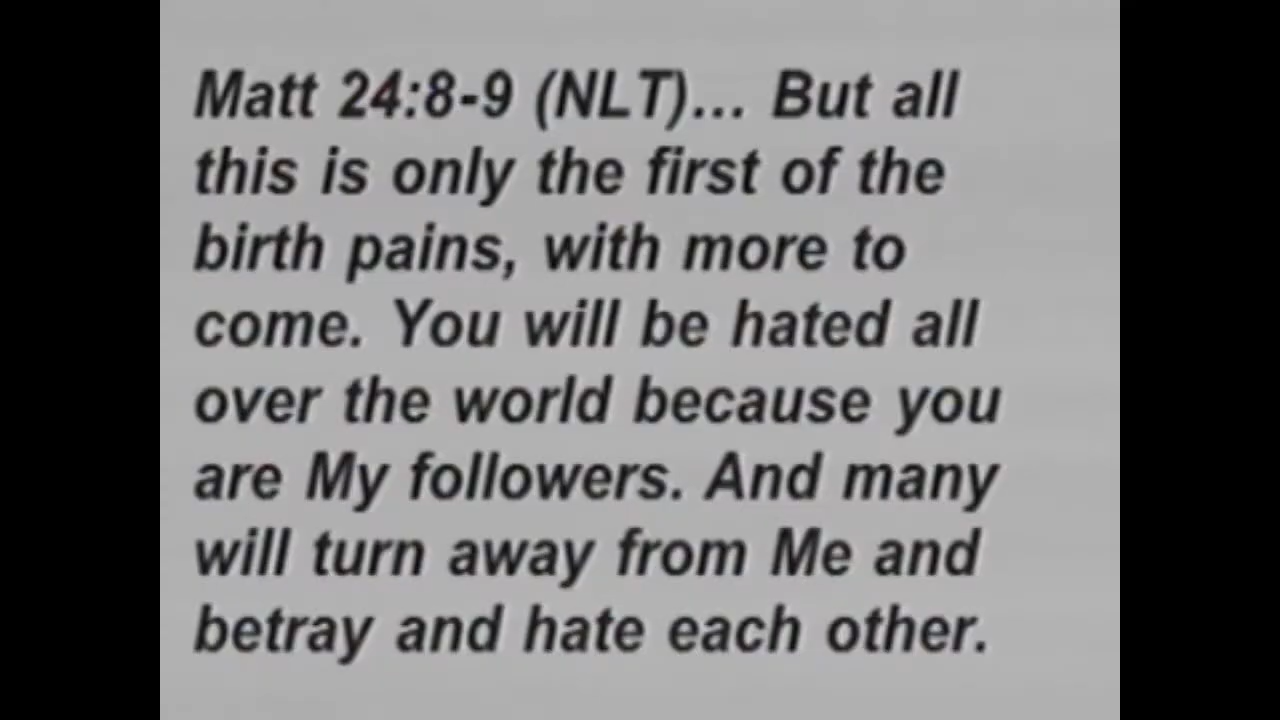 Matt 24:8-9 (NLT)... But all
this is only the first of the
birth pains, with more to
come. You will be hated all
over the world because you
are My followers. And many
will turn away from Me and
betray and hate each other.